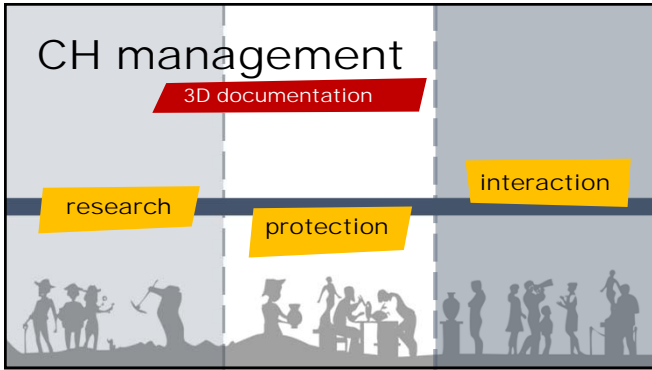 CH management
3D documentation
research
protection
interaction